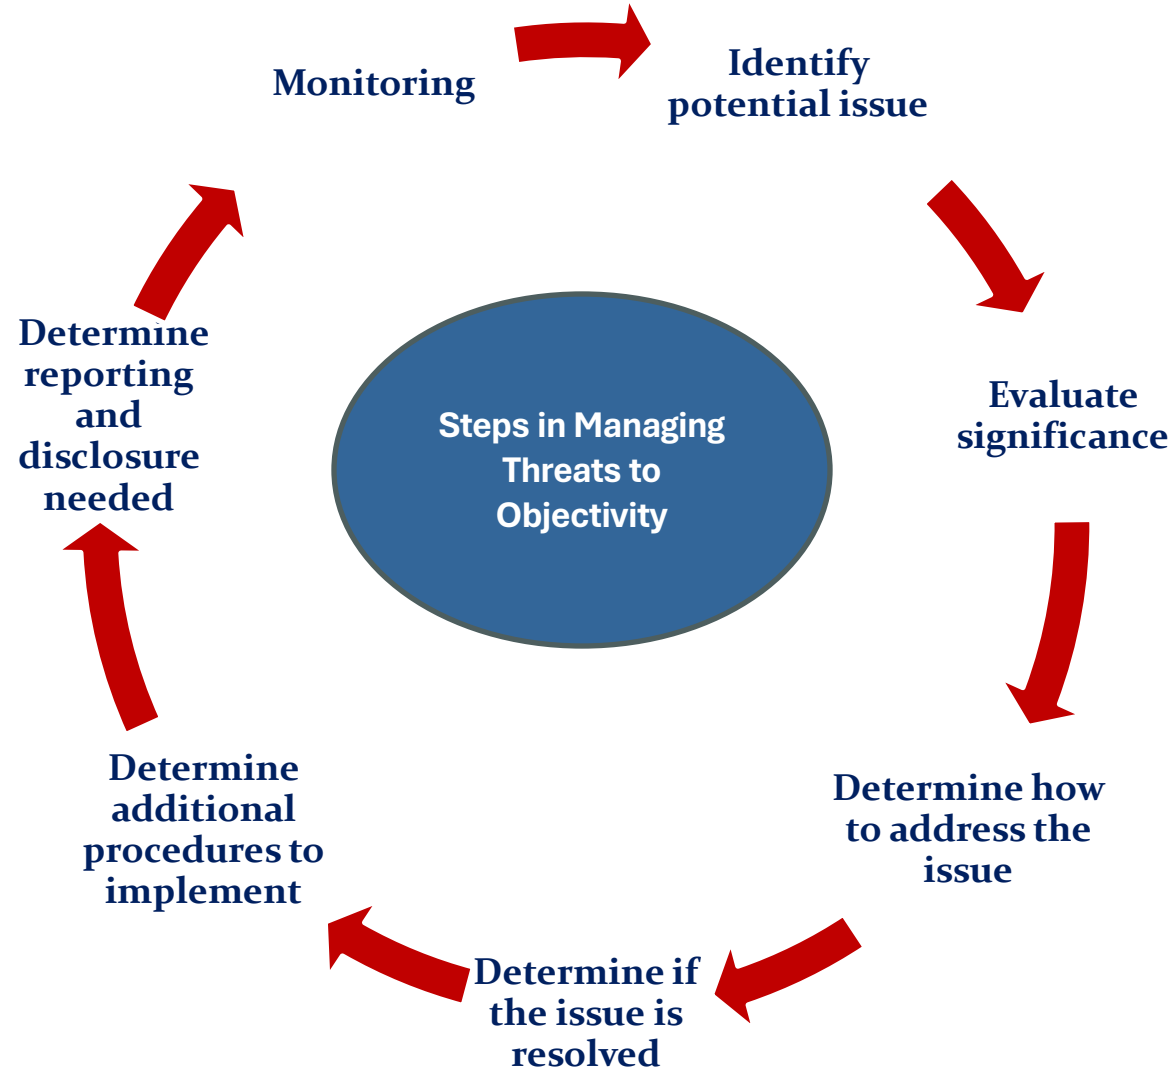 Monitoring
Identify
potential issue
Evaluate
significance
Determine how
to address the
issue
Determine if
the issue is
resolved
Determine
additional
procedures to
implement
Determine
reporting
and
disclosure
needed
Steps in Managing
Threats to
Objectivity